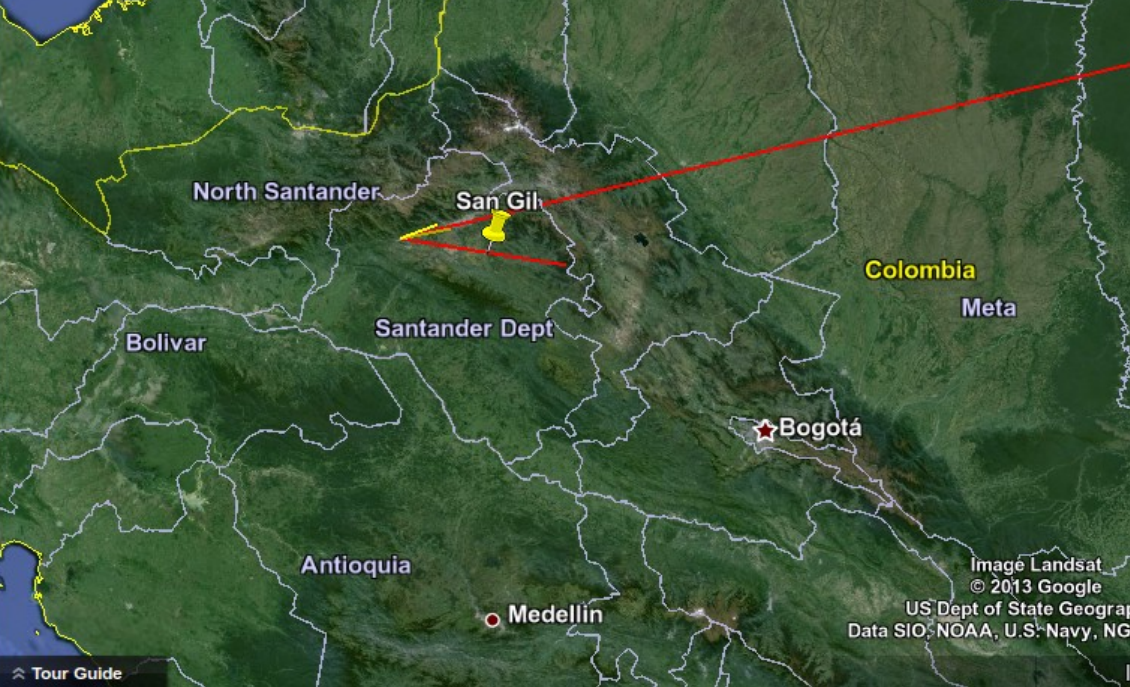 North Santander
San Gil
Colombia
Meta
Santander Dept
Bolivar
Bogotá
Antioquia
Medellin
Image Landsat
© 2013 Google
US Dept of State Geograp
Data SIO, NOAA, U.S. Navy, NG
Tour Guide